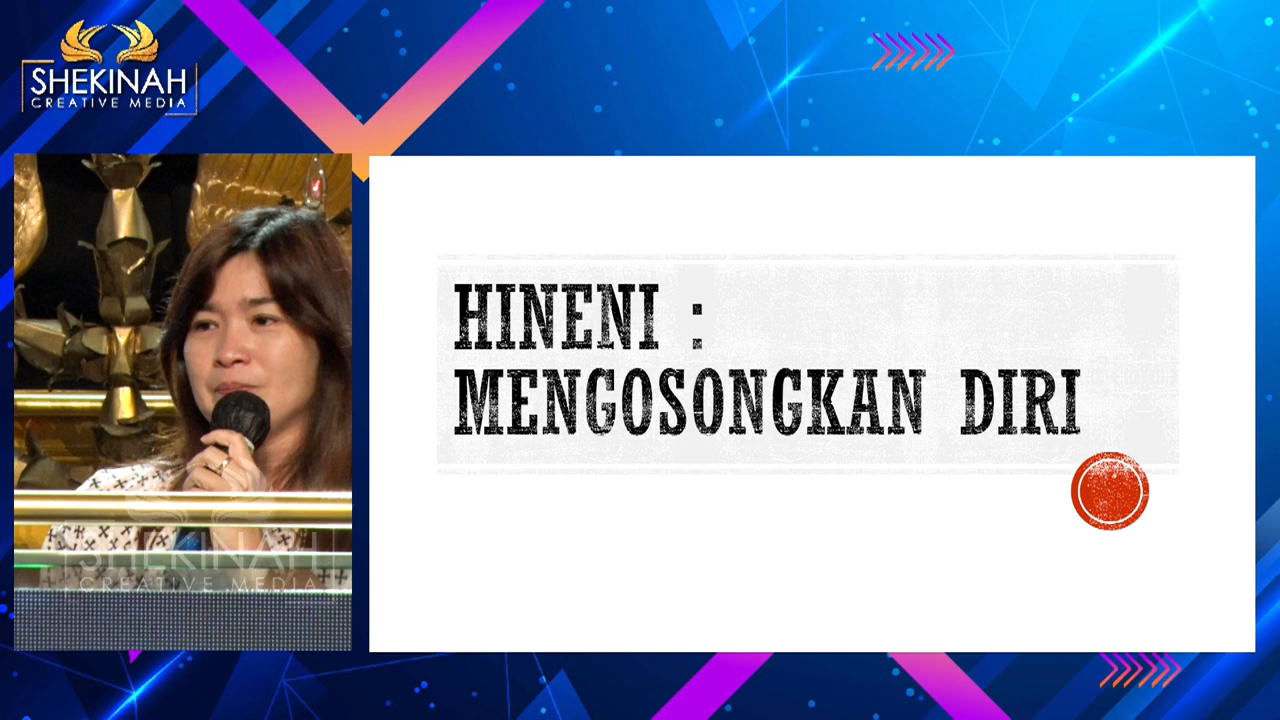 SHEKINAH
CREATIVE MEDIA
HINENI :
MENGOSONGKAN DIRI
SHEKINAH
CREATIVE MEDIA